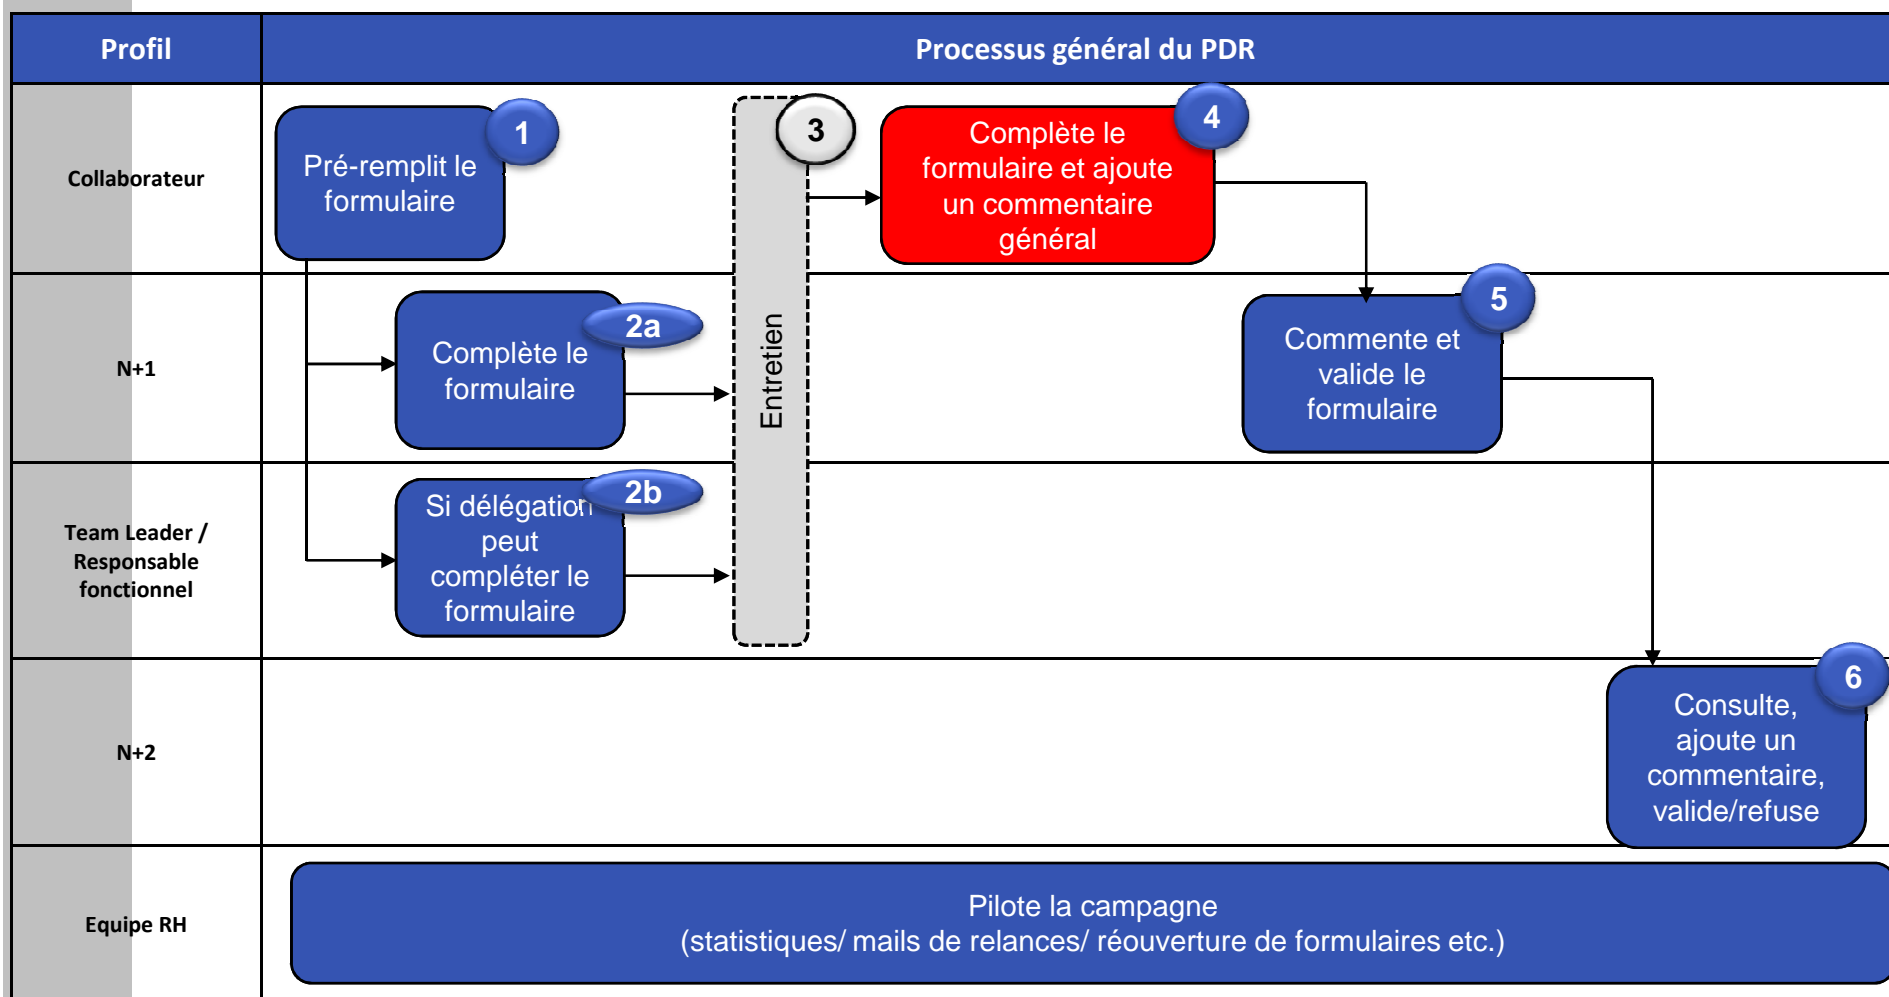 Profil
Processus général du PDR
Collaborateur
1
Pré-remplit le
formulaire
3
4
Complète le
formulaire et ajoute
un commentaire
général
N+1
2a
Complète le
formulaire
Entretien
5
Commente et
valide le
formulaire
Team Leader /
Responsable
fonctionnel
2b
Si délégation
peut
compléter le
formulaire
N+2
6
Consulte,
ajoute un
commentaire,
valide/refuse
Equipe RH
Pilote la campagne
(statistiques/ mails de relances/ réouverture de formulaires etc.)